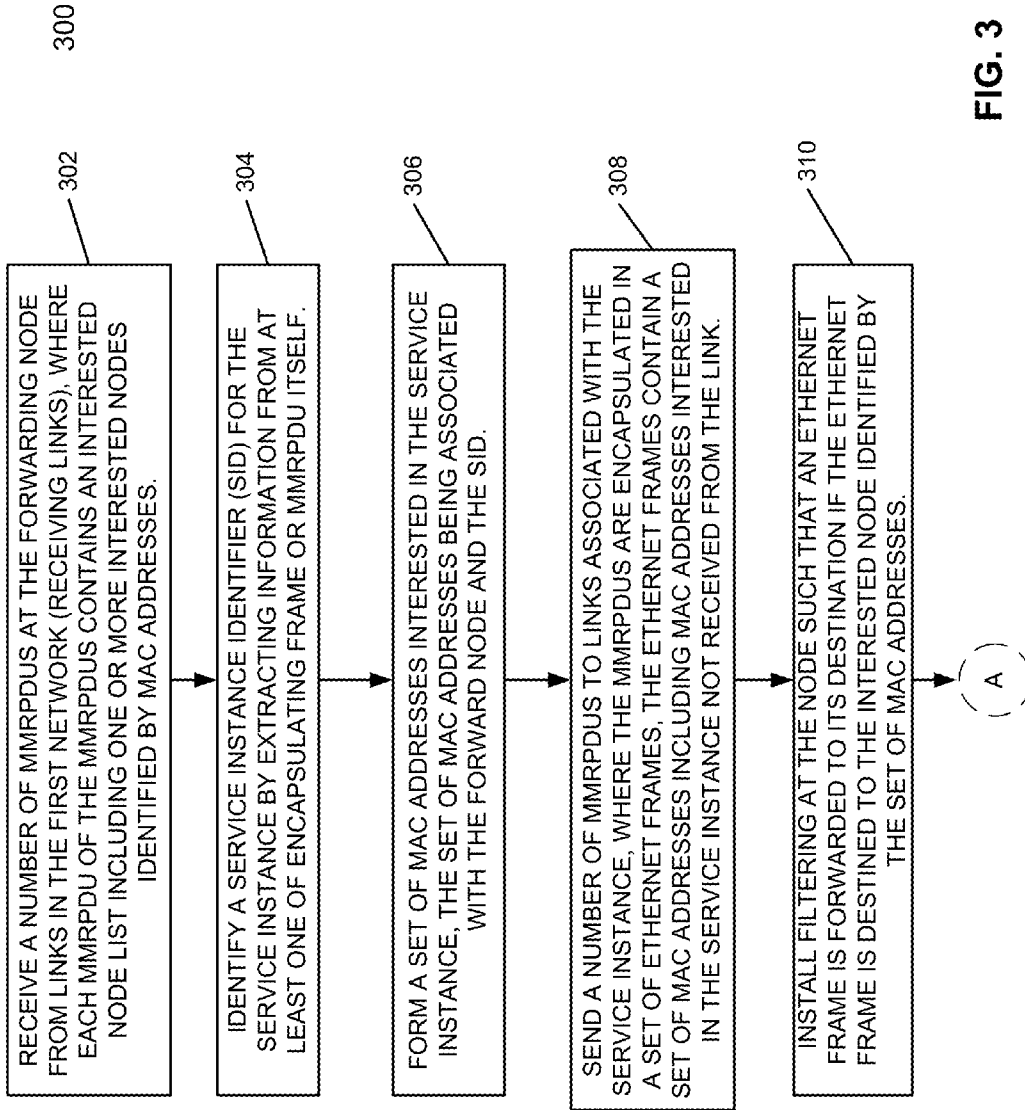 300
RECEIVE A NUMBER OF MMRPDUS AT THE FORWARDING NODE
FROM LINKS IN THE FIRST NETWORK (RECEIVING LINKS), WHERE
EACH MMRPDU OF THE MMRPDUS CONTAINS AN INTERESTED
NODE LIST INCLUDING ONE OR MORE INTERESTED NODES
IDENTIFIED BY MAC ADDRESSES.
302
IDENTIFY A SERVICE INSTANCE IDENTIFIER (SID) FOR THE
SERVICE INSTANCE BY EXTRACTING INFORMATION FROM AT
LEAST ONE OF ENCAPSULATING FRAME OR MMRPDU ITSELF.
304
FORM A SET OF MAC ADDRESSES INTERESTED IN THE SERVICE
INSTANCE, THE SET OF MAC ADDRESSES BEING ASSOCIATED
WITH THE FORWARD NODE AND THE SID.
306
SEND A NUMBER OF MMRPDUS TO LINKS ASSOCIATED WITH THE
SERVICE INSTANCE, WHERE THE MMRPDUS ARE ENCAPSULATED IN
A SET OF ETHERNET FRAMES, THE ETHERNET FRAMES CONTAIN A
SET OF MAC ADDRESSES INCLUDING MAC ADDRESSES INTERESTED
IN THE SERVICE INSTANCE NOT RECEIVED FROM THE LINK.
308
INSTALL FILTERING AT THE NODE SUCH THAT AN ETHERNET
FRAME IS FORWARDED TO ITS DESTINATION IF THE ETHERNET
FRAME IS DESTINED TO THE INTERESTED NODE IDENTIFIED BY
THE SET OF MAC ADDRESSES.
310
A
FIG. 3